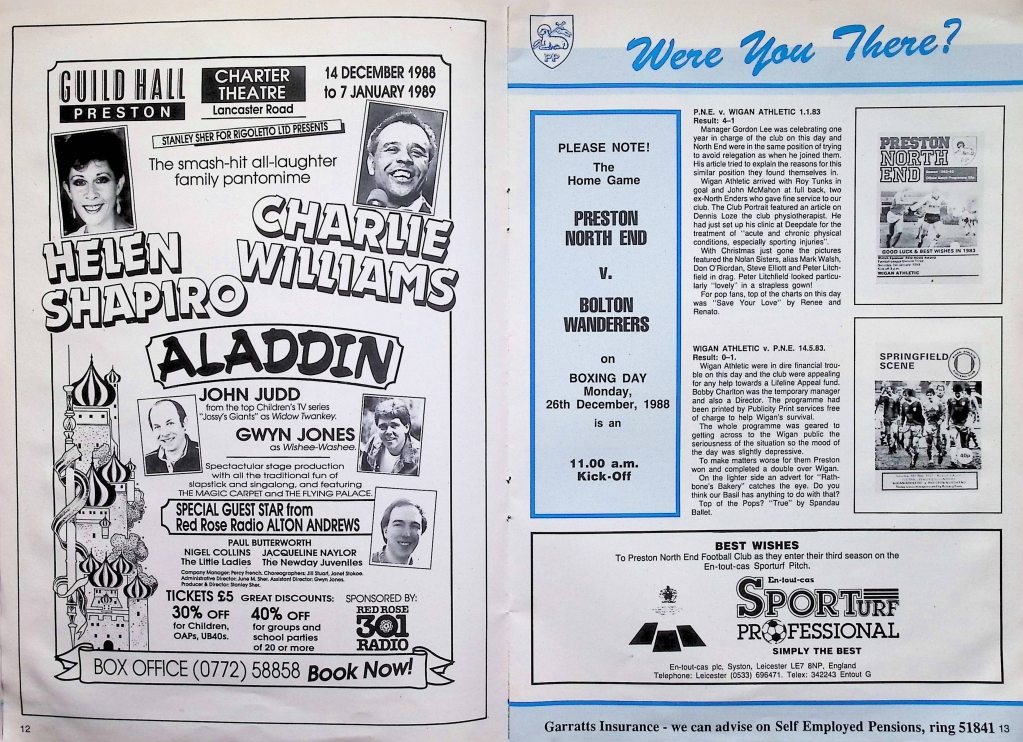 GUILD HALL
PRESTON
CHARTER
THEATRE
Lancaster Road
14 DECEMBER 1988
to 7 JANUARY 1989
STANLEY SHER FOR RIGOLETTO LTD PRESENTS
The smash-hit all-laughter
family pantomime
HELEN
SHAPIRO
CHARLIE
WILLIAMS
ALADDIN
JOHN JUDD
from the top Children's TV series
"Jossy's Giants" as Widow Twankey.
GWYN JONES
as Wishee-Washee.
Spectacular stage production
with all the traditional fun of
slapstick and singalong, and featuring
THE MAGIC CARPET and THE FLYING PALACE.
SPECIAL GUEST STAR from
Red Rose Radio ALTON ANDREWS
PAUL BUTTERWORTH
NIGEL COLLINS JACQUELINE NAYLOR
The Little Ladies The Newday Juveniles
Company Manager: Percy French. Choreographers: Jill Stuart, Janet Stokoe.
Administrative Director: June M. Sher. Assistant Director: Gwyn Jones.
Producer & Director: Stanley Sher.
TICKETS £5 GREAT DISCOUNTS:
30% OFF
for Children,
OAPs, UB40s.
40% OFF
for groups and
school parties
of 20 or more
SPONSORED BY:
RED ROSE
301
RADIO
BOX OFFICE (0772) 58858 Book Now!
12
PP
Were You There?
PLEASE NOTE!
The
Home Game
PRESTON
NORTH END
v.
BOLTON
WANDERERS
on
BOXING DAY
Monday,
26th December, 1988
is an
11.00 a.m.
Kick-Off
P.N.E. v. WIGAN ATHLETIC 1.1.83
Result: 4–1
Manager Gordon Lee was celebrating one
year in charge of the club on this day and
North End were in the same position of trying
to avoid relegation as when he joined them.
His article tried to explain the reasons for this
similar position they found themselves in.
Wigan Athletic arrived with Roy Tunks in
goal and John McMahon at full back, two
ex-North Enders who gave fine service to our
club. The Club Portrait featured an article on
Dennis Loze the club physiotherapist. He
had just set up his clinic at Deepdale for the
treatment of "acute and chronic physical
conditions, especially sporting injuries".
With Christmas just gone the pictures
featured the Nolan Sisters, alias Mark Walsh,
Don O'Riordan, Steve Elliott and Peter Litch-
field in drag. Peter Litchfield looked particu-
larly "lovely" in a strapless gown!
For pop fans, top of the charts on this day
was "Save Your Love" by Renee and
Renato.
WIGAN ATHLETIC v. P.N.E. 14.5.83.
Result: 0–1.
Wigan Athletic were in dire financial trou-
ble on this day and the club were appealing
for any help towards a Lifeline Appeal fund.
Bobby Charlton was the temporary manager
and also a Director. The programme had
been printed by Publicity Print services free
of charge to help Wigan's survival.
The whole programme was geared to
getting across to the Wigan public the
seriousness of the situation so the mood of
the day was slightly depressive.
To make matters worse for them Preston
won and completed a double over Wigan.
On the lighter side an advert for "Rath-
bone's Bakery" catches the eye. Do you
think our Basil has anything to do with that?
Top of the Pops? "True" by Spandau
Ballet.
PRESTON
NORTH
END
GOOD LUCK & BEST WISHES IN 1983
WIGAN ATHLETIC
SPRINGFIELD
SCENE
40p
BEST WISHES
To Preston North End Football Club as they enter their third season on the
En-tout-cas Sporturf Pitch.
En-tout-cas
SPORTURF
PROFESSIONAL
SIMPLY THE BEST
En-tout-cas plc, Syston, Leicester LE7 8NP, England
Telephone: Leicester (0533) 696471. Telex: 342243 Entout G
Garratts Insurance - we can advise on Self Employed Pensions, ring 51841 13